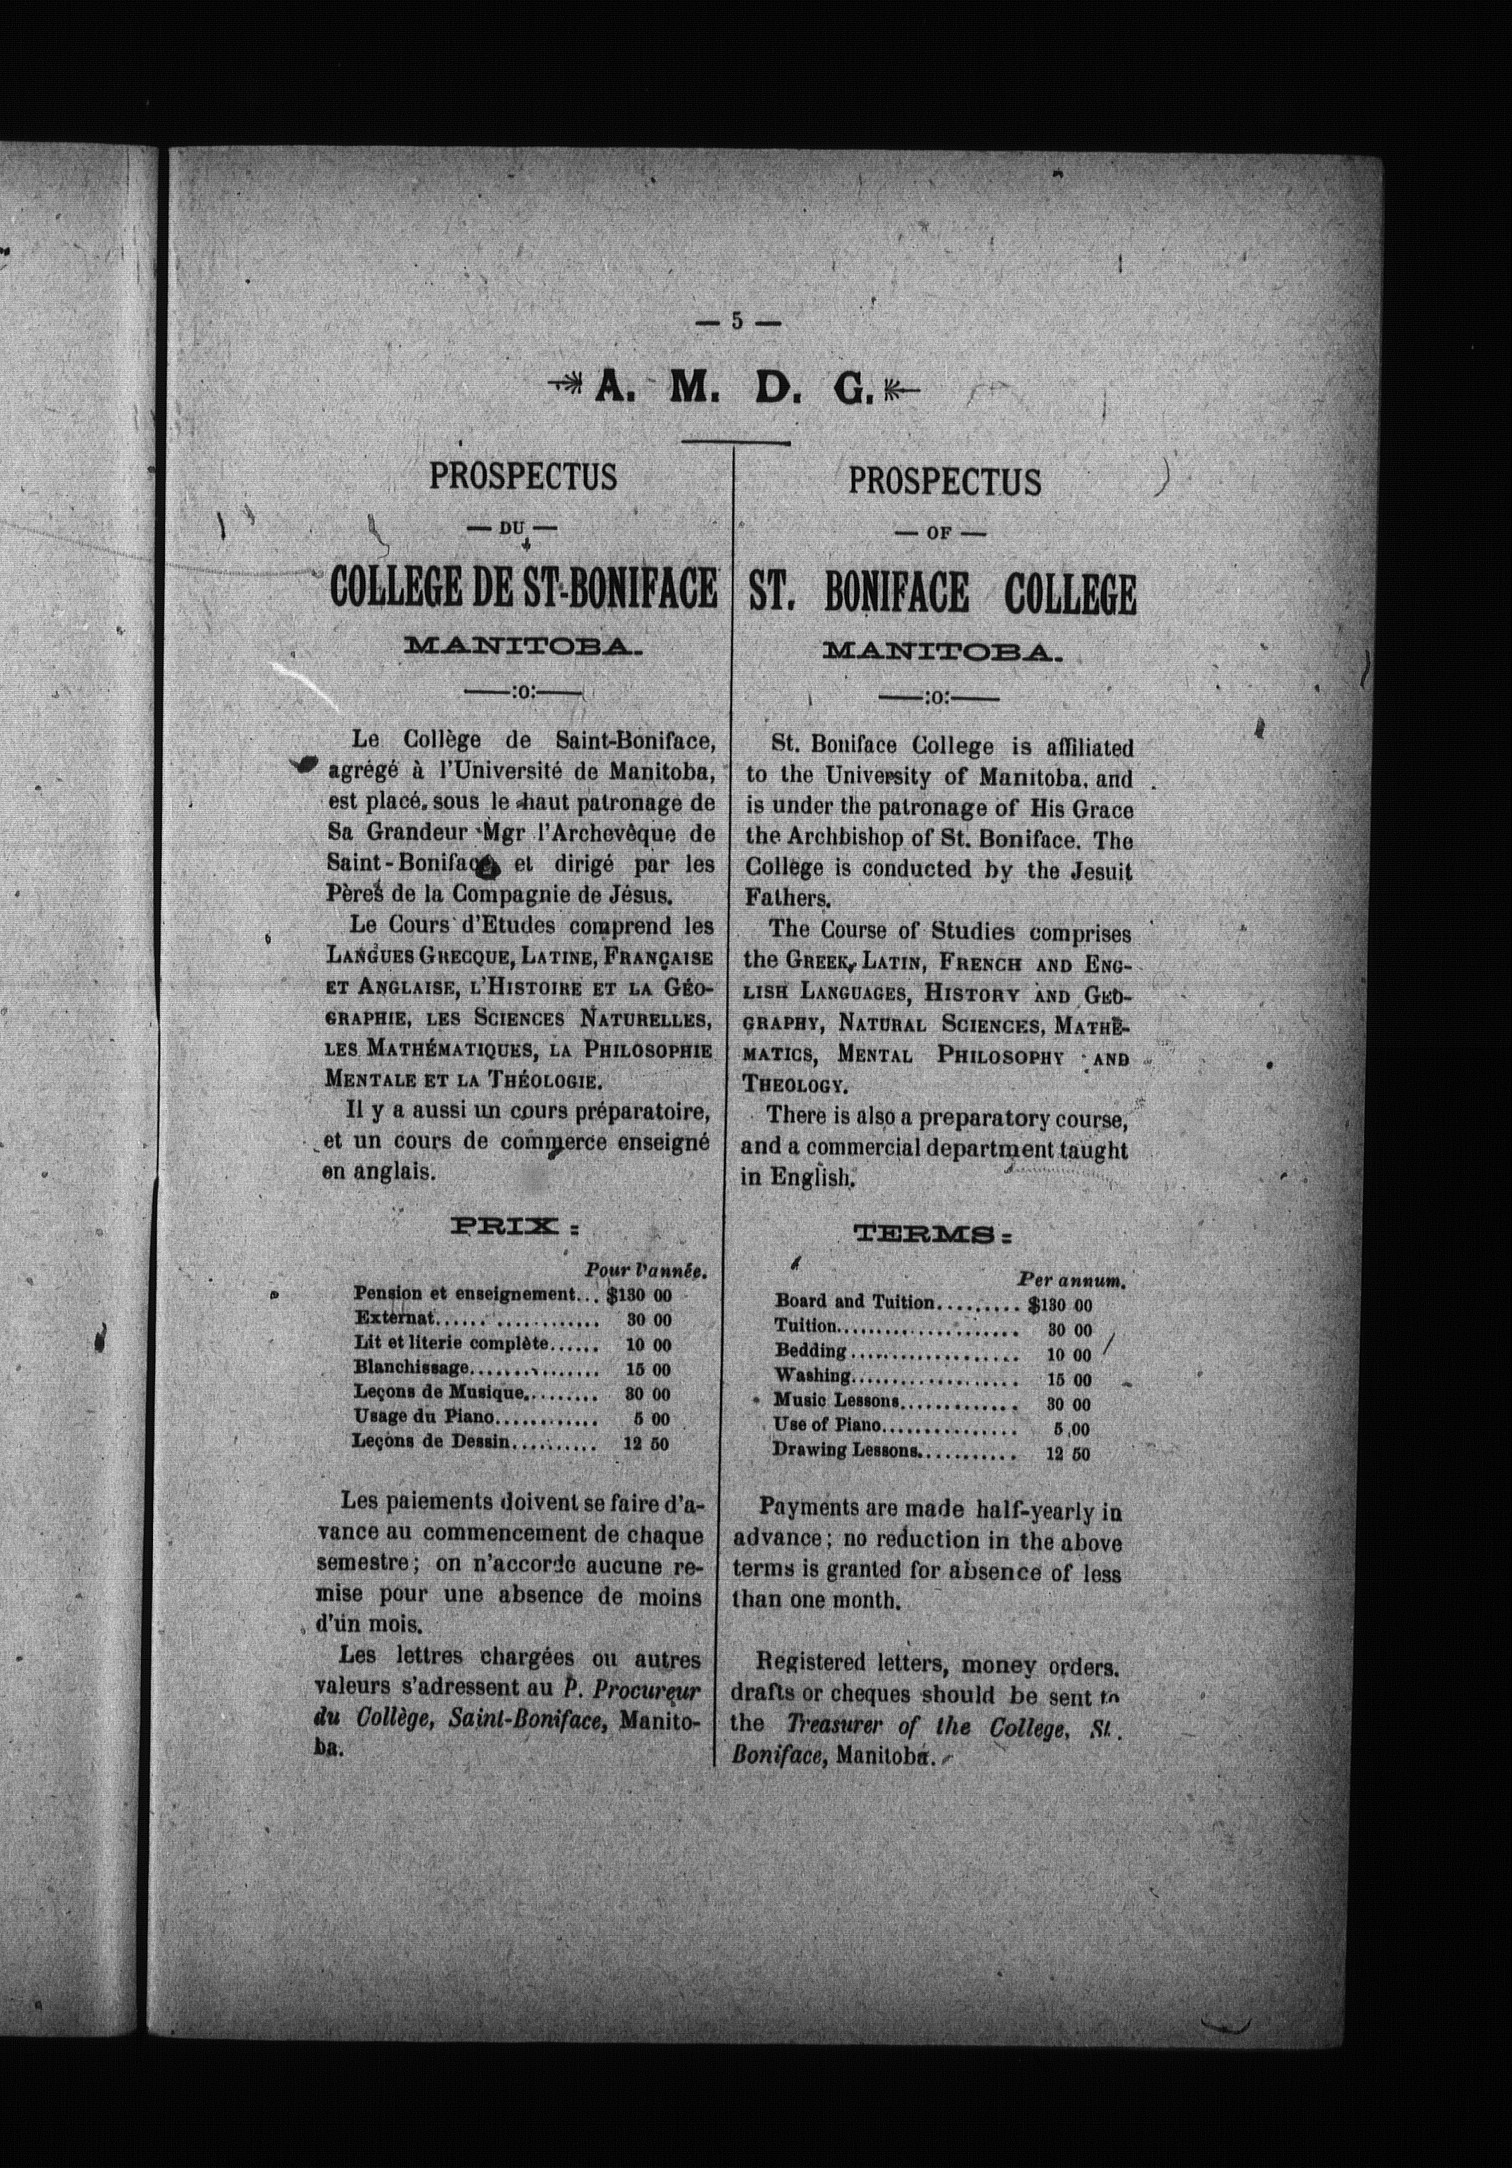 — 5 —
A. M. D. G.
PROSPECTUS
— DU —
COLLEGE DE ST-BONIFACE
MANITOBA.
——:o:——
Le Collège de Saint-Boniface,
agrégé à l'Université de Manitoba,
est placé sous le haut patronage de
Sa Grandeur Mgr l'Archevêque de
Saint-Boniface et dirigé par les
Pères de la Compagnie de Jésus.
Le Cours d'Etudes comprend les
LANGUES GRECQUE, LATINE, FRANÇAISE
ET ANGLAISE, L'HISTOIRE ET LA GÉO-
GRAPHIE, LES SCIENCES NATURELLES,
LES MATHÉMATIQUES, LA PHILOSOPHIE
MENTALE ET LA THÉOLOGIE.
Il y a aussi un cours préparatoire,
et un cours de commerce enseigné
en anglais.
PRIX :
Pour l'année.
Pension et enseignement... $130 00
Externat.................. 30 00
Lit et literie complète...... 10 00
Blanchissage............... 15 00
Leçons de Musique......... 30 00
Usage du Piano............ 5 00
Leçons de Dessin.......... 12 50
Les paiements doivent se faire d'a-
vance au commencement de chaque
semestre; on n'accorde aucune re-
mise pour une absence de moins
d'un mois.
Les lettres chargées ou autres
valeurs s'adressent au P. Procureur
du Collège, Saint-Boniface, Manito-
ba.
PROSPECTUS
— OF —
ST. BONIFACE COLLEGE
MANITOBA.
——:o:——
St. Boniface College is affiliated
to the University of Manitoba, and
is under the patronage of His Grace
the Archbishop of St. Boniface. The
College is conducted by the Jesuit
Fathers.
The Course of Studies comprises
the GREEK, LATIN, FRENCH AND ENG-
LISH LANGUAGES, HISTORY AND GEO-
GRAPHY, NATURAL SCIENCES, MATHE-
MATICS, MENTAL PHILOSOPHY AND
THEOLOGY.
There is also a preparatory course,
and a commercial department taught
in English.
TERMS :
Per annum.
Board and Tuition......... $130 00
Tuition..................... 30 00
Bedding................... 10 00
Washing................... 15 00
Music Lessons............. 30 00
Use of Piano............... 5 00
Drawing Lessons........... 12 50
Payments are made half-yearly in
advance; no reduction in the above
terms is granted for absence of less
than one month.
Registered letters, money orders.
drafts or cheques should be sent to
the Treasurer of the College, St.
Boniface, Manitoba.